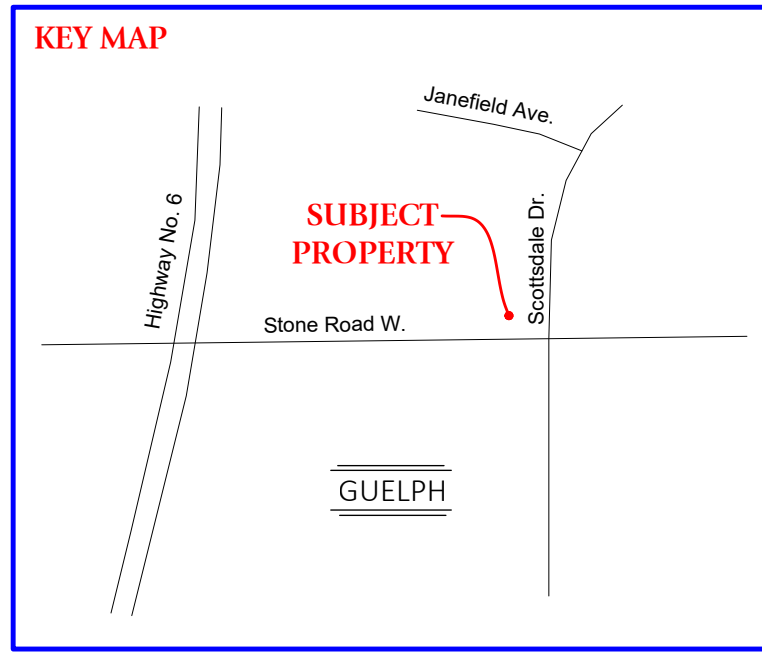 KEY MAP
Janefield Ave.
Highway No. 6
SUBJECT
PROPERTY
Scottsdale Dr.
Stone Road W.
GUELPH